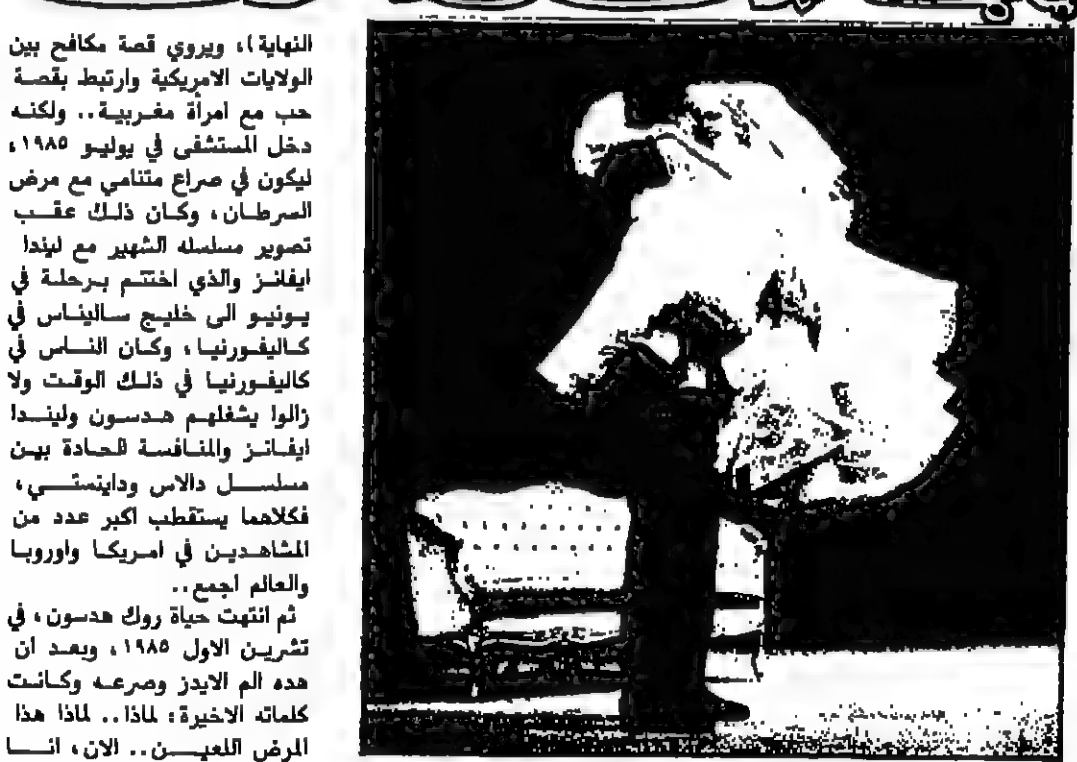 النهاية)، ويروي قصة مكافح بين
الولايات الامريكية وارتبط بقصة
حب مع امرأة مغربية.. ولكنه
دخل المستشفى في يوليو ١٩٨٥،
ليكون في صراع متنامي مع مرض
السرطان، وكان ذلك عقب
تصوير مسلسله الشهير مع ليندا
ايفانز والذي اختتم برحلة في
يونيو الى خليج ساليناس في
كاليفورنيا، وكان الناس في
كاليفورنيا في ذلك الوقت ولا
زالوا يشغلهم هدسون وليندا
ايفانز والمنافسة الحادة بين
مسلسل دالاس وداينستي،
فكلاهما يستقطب اكبر عدد من
المشاهدين في امريكا واوروبا
والعالم اجمع..
ثم انتهت حياة روك هدسون، في
تشرين الاول ١٩٨٥، وبعد ان
هده الم الايدز وصرعه وكانت
كلماته الاخيرة: لماذا.. لماذا هذا
المرض اللعين.. الان، انا